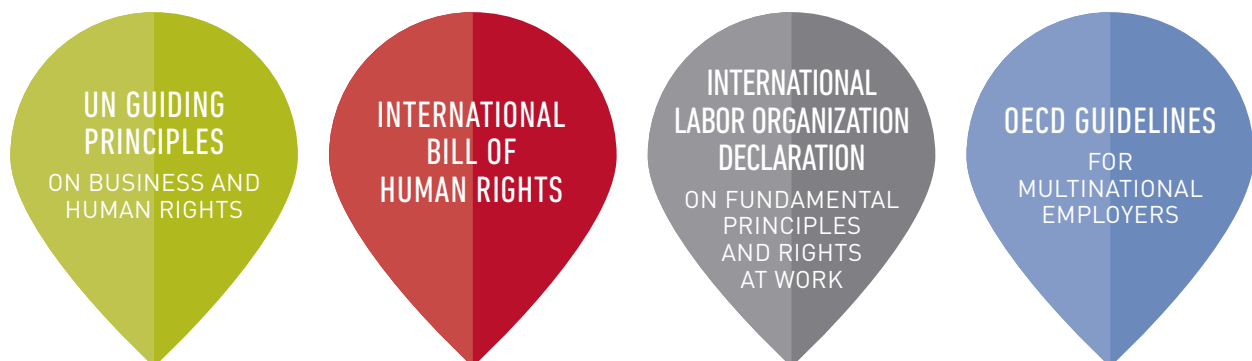 UN GUIDING
PRINCIPLES
ON BUSINESS AND
HUMAN RIGHTS
INTERNATIONAL
BILL OF
HUMAN RIGHTS
INTERNATIONAL
LABOR ORGANIZATION
DECLARATION
ON FUNDAMENTAL
PRINCIPLES
AND RIGHTS
AT WORK
OECD GUIDELINES
FOR
MULTINATIONAL
EMPLOYERS